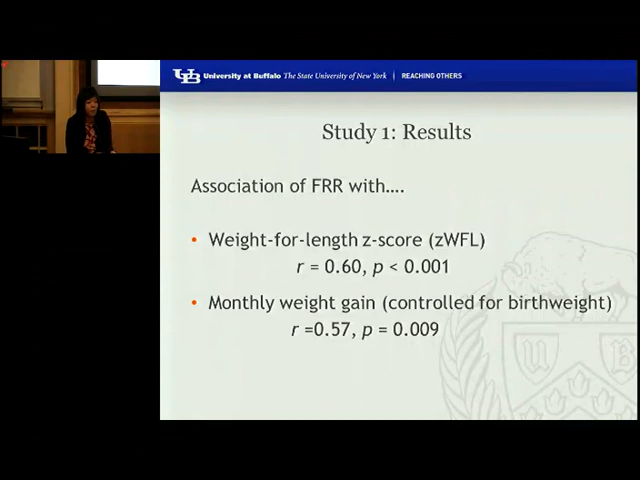 UB University at Buffalo The State University of New York | REACHING OTHERS
Study 1: Results
Association of FRR with….
• Weight-for-length z-score (zWFL)
r = 0.60, p < 0.001
• Monthly weight gain (controlled for birthweight)
r =0.57, p = 0.009
U B